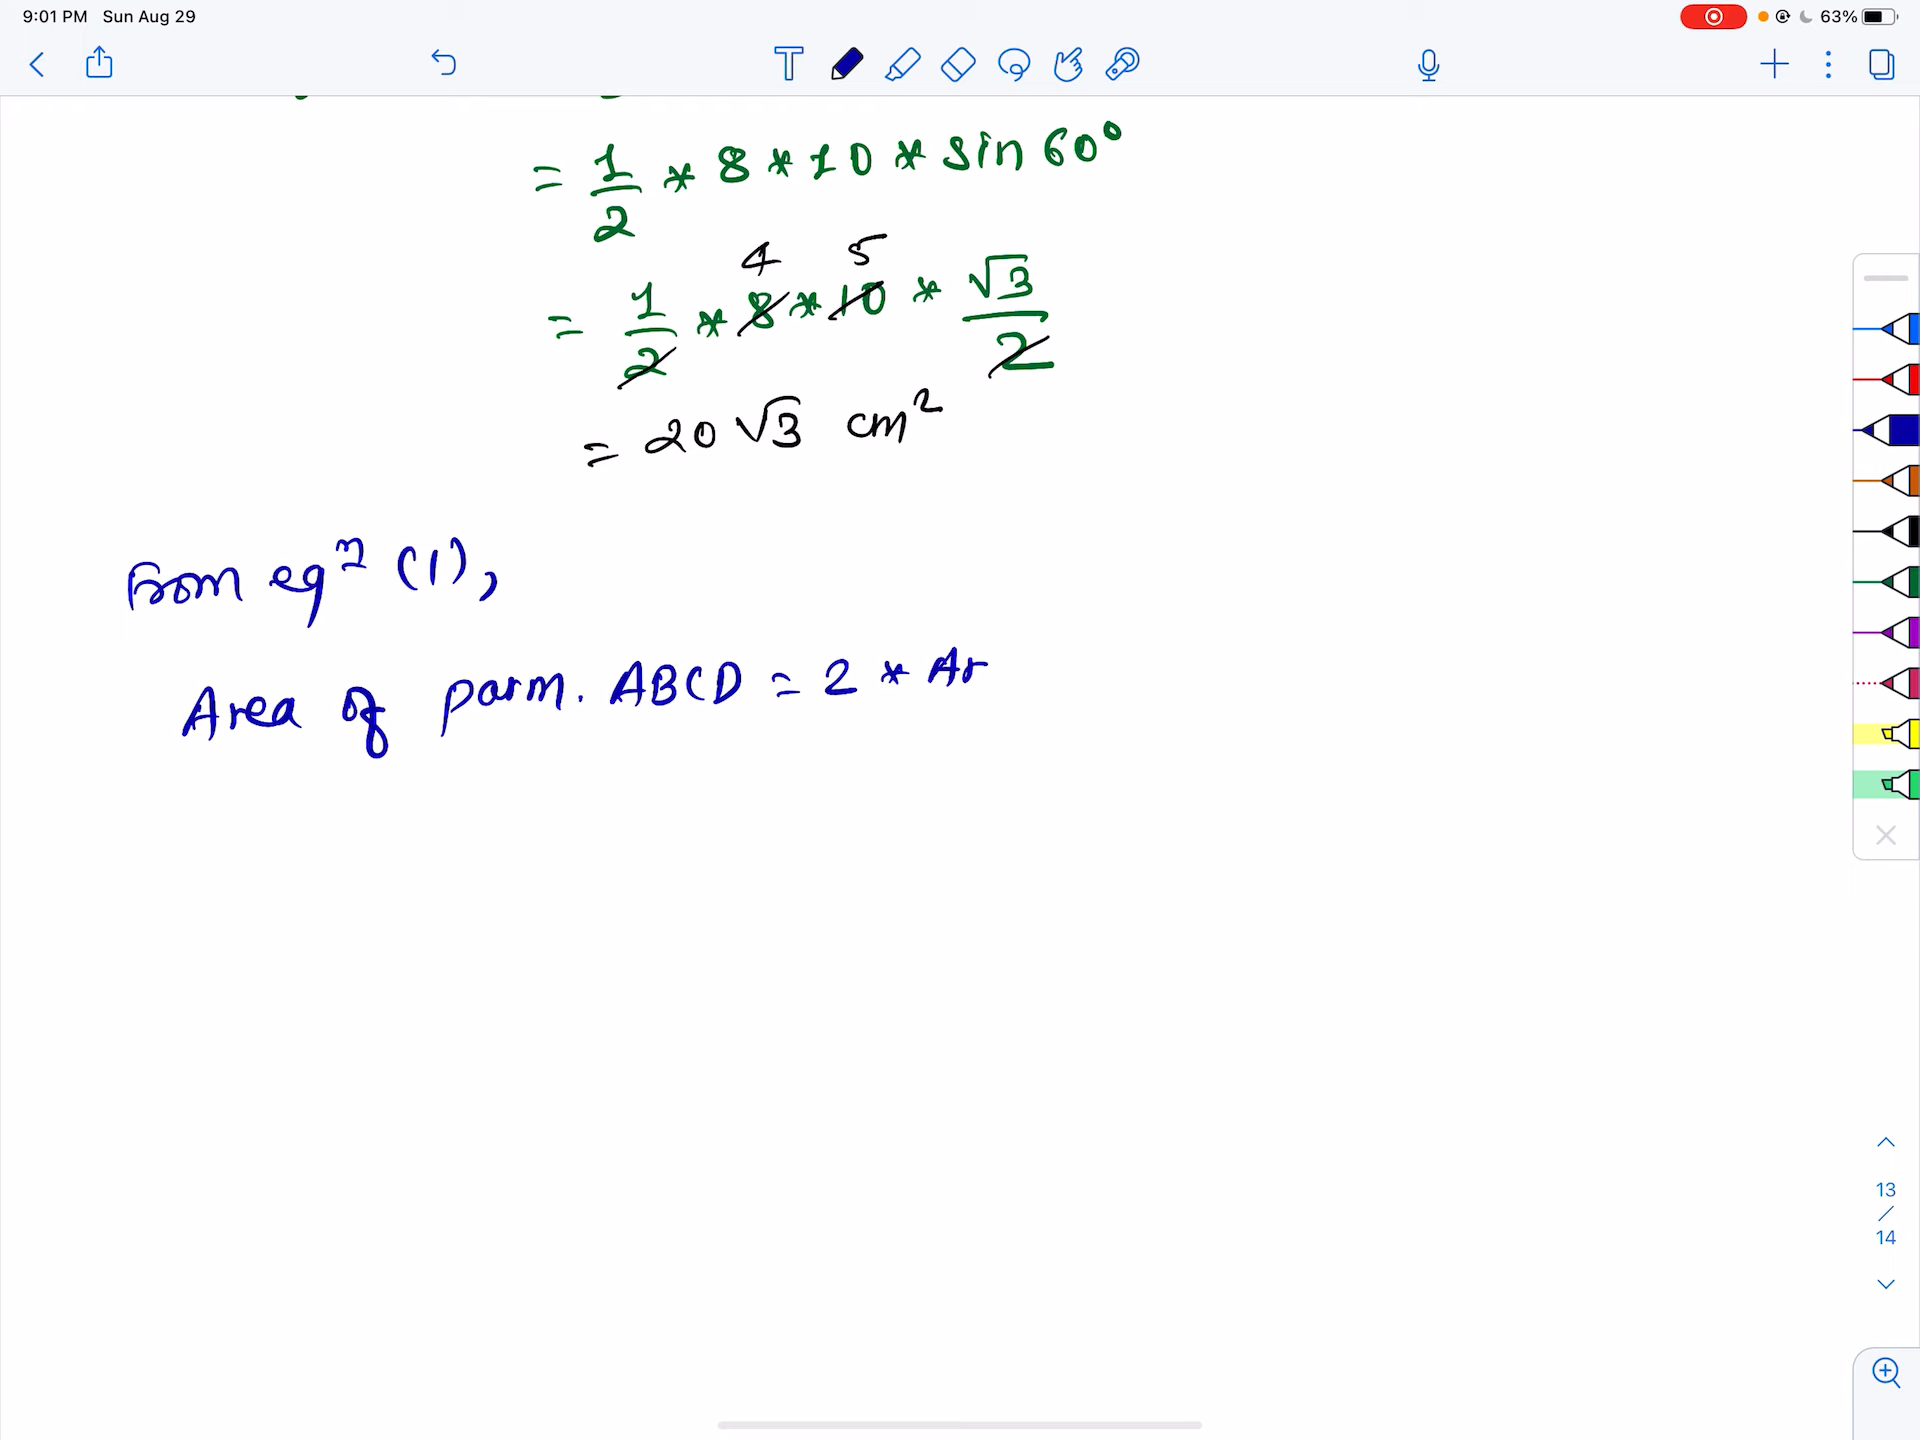 9:01 PM Sun Aug 29
63%
= 1/2 * 8 * 10 * sin 60°
4 5
= 1/2 * 8 * 10 * √3/2
= 20 √3 cm²
From eqⁿ (1),
Area of parm. ABCD = 2 * Ar
13
/
14